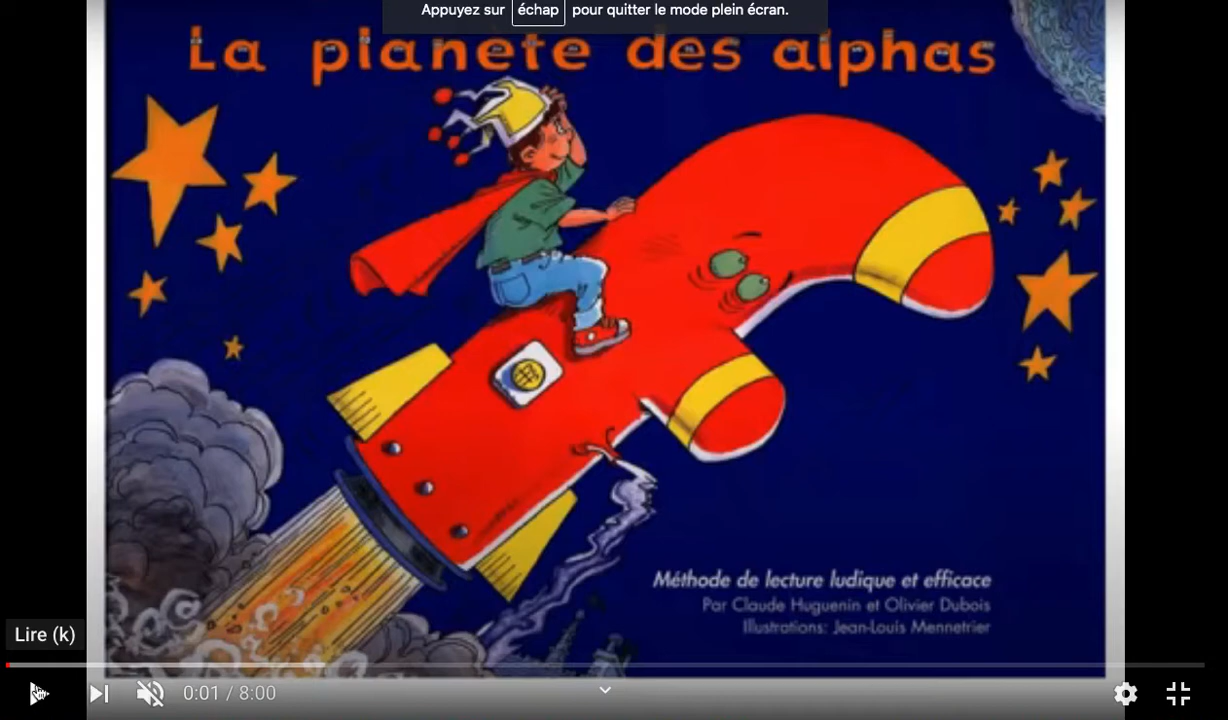 Appuyez sur échap pour quitter le mode plein écran.
La planète des alphas
Méthode de lecture ludique et efficace
Par Claude Huguenin et Olivier Dubois
Illustrations: Jean-Louis Mennetrier
Lire (k)
0:01 / 8:00